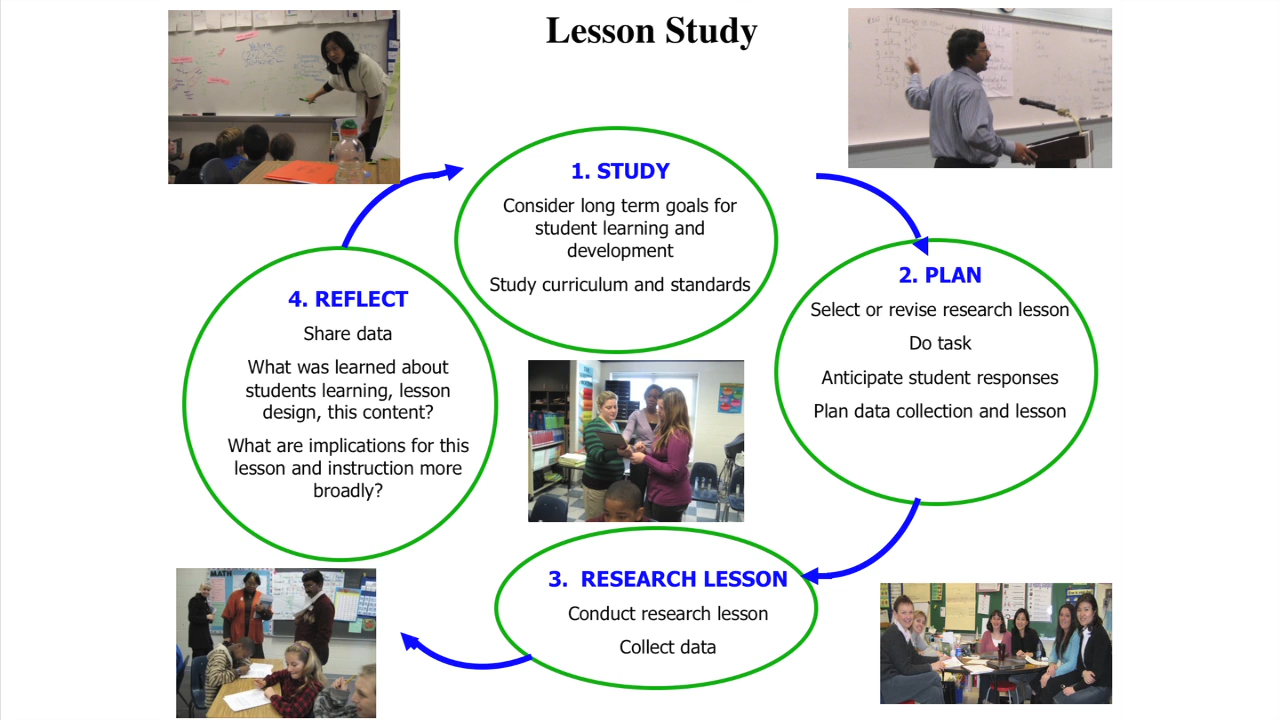 Lesson Study
1. STUDY
Consider long term goals for
student learning and
development
Study curriculum and standards
2. PLAN
Select or revise research lesson
Do task
Anticipate student responses
Plan data collection and lesson
3.  RESEARCH LESSON
Conduct research lesson
Collect data
4. REFLECT
Share data
What was learned about
students learning, lesson
design, this content?
What are implications for this
lesson and instruction more
broadly?
MATH